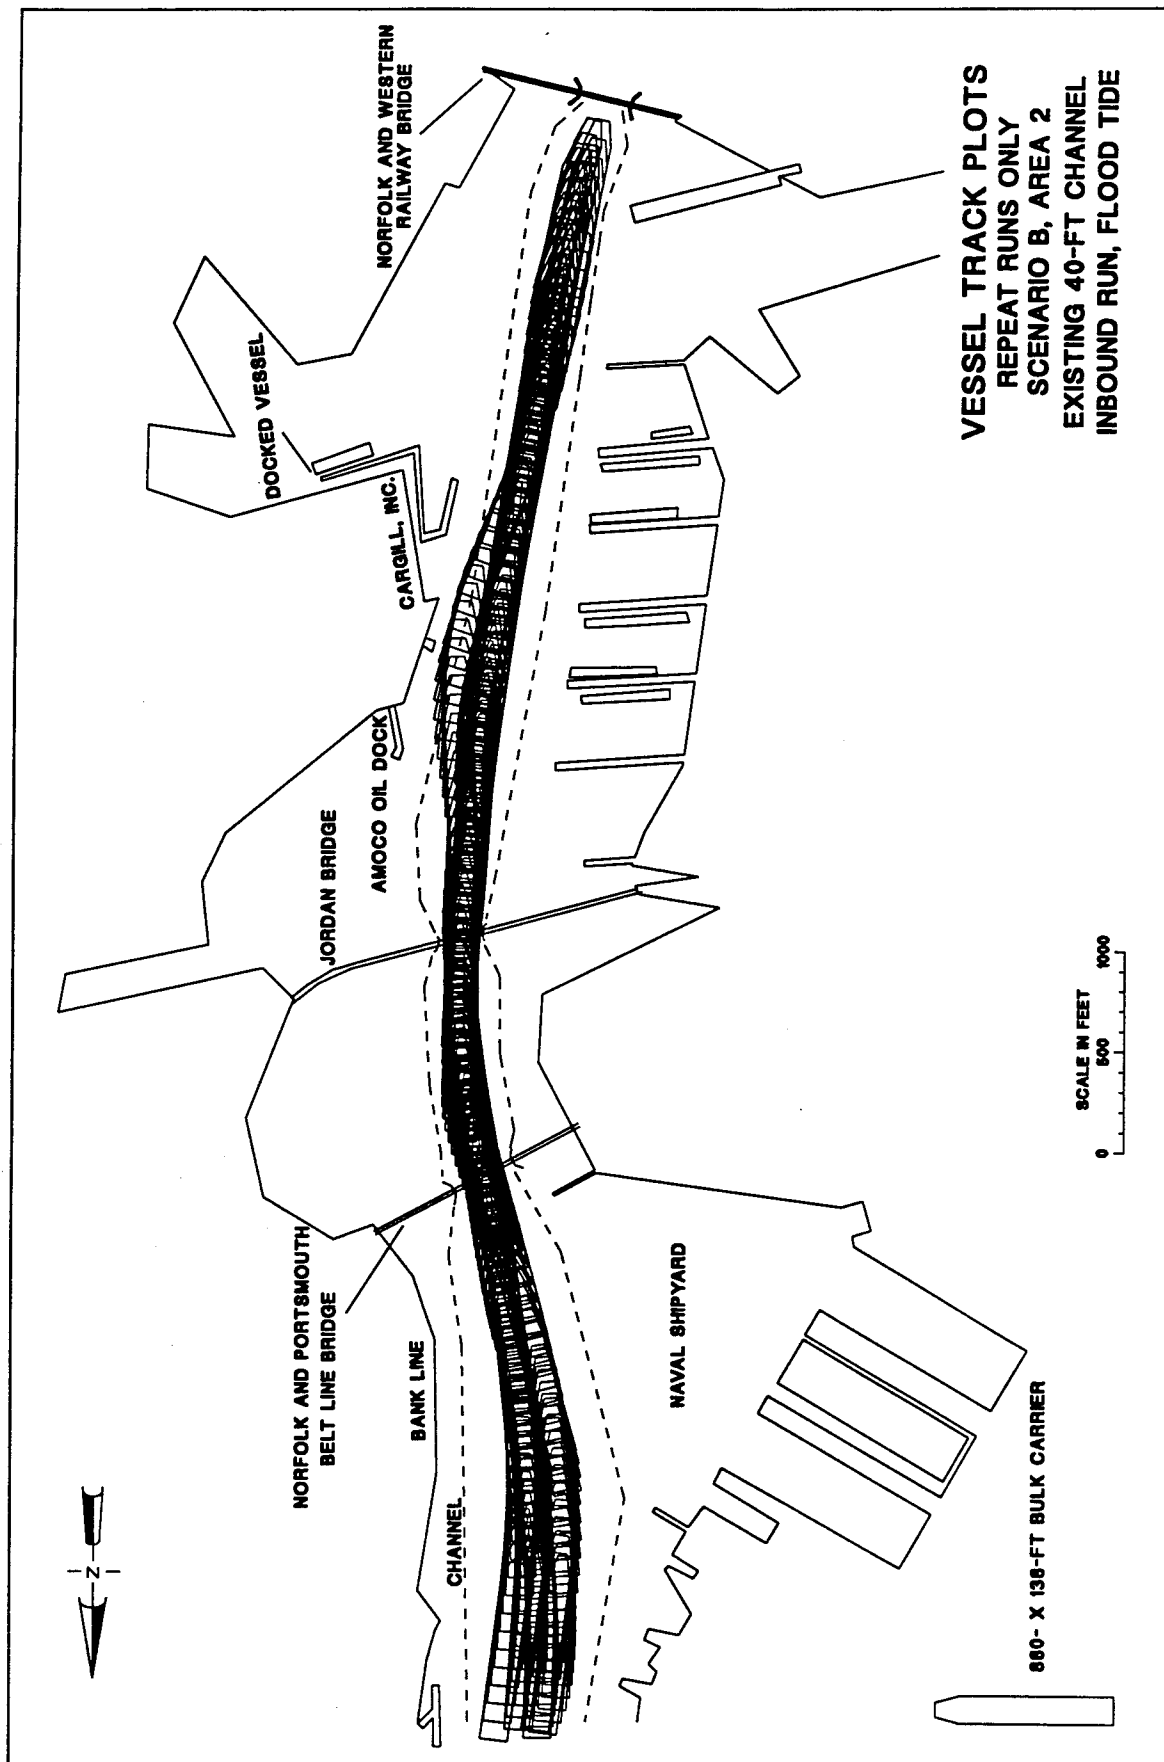 NORFOLK AND WESTERN
RAILWAY BRIDGE
DOCKED VESSEL
CARGILL, INC.
AMOCO OIL DOCK
JORDAN BRIDGE
NORFOLK AND PORTSMOUTH
BELT LINE BRIDGE
BANK LINE
CHANNEL
N
NAVAL SHIPYARD
VESSEL TRACK PLOTS
REPEAT RUNS ONLY
SCENARIO B, AREA 2
EXISTING 40-FT CHANNEL
INBOUND RUN, FLOOD TIDE
SCALE IN FEET
0 500 1000
860- X 136-FT BULK CARRIER